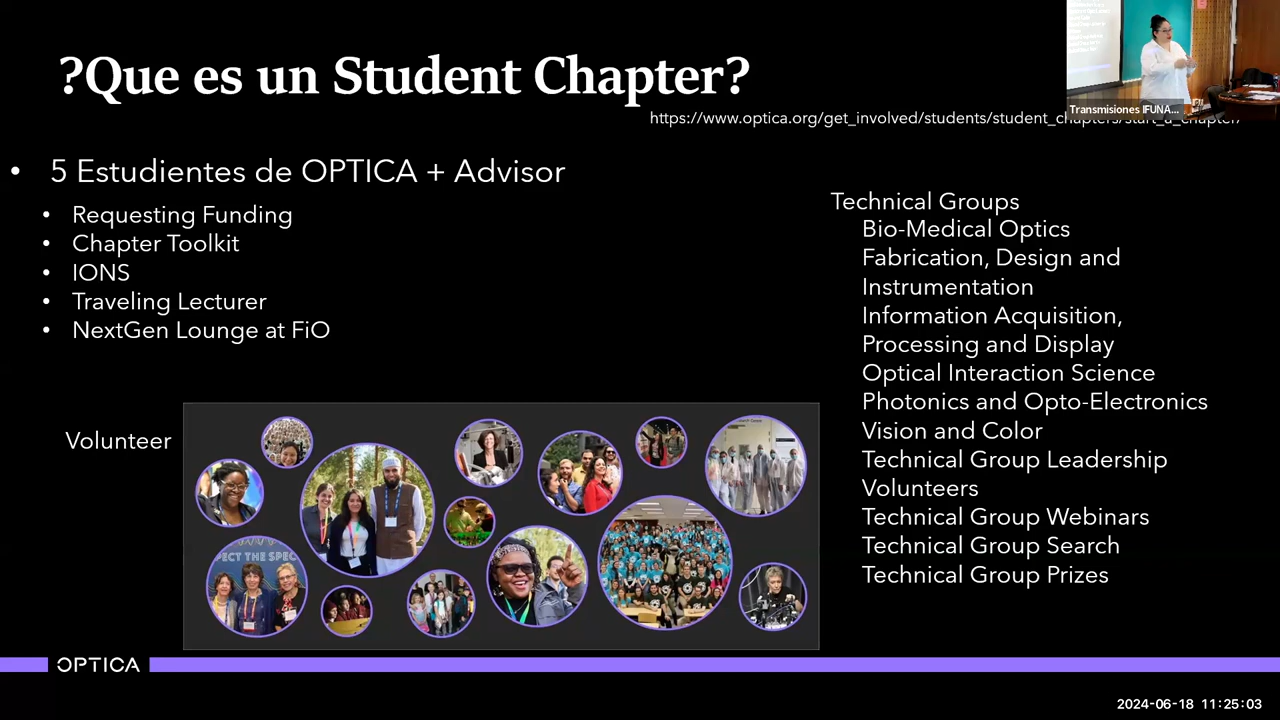 ?Que es un Student Chapter?
https://www.optica.org/get_involved/students/student_chapters/start_a_chapter/
Transmisiones IFUNA...
• 5 Estudientes de OPTICA + Advisor
• Requesting Funding
• Chapter Toolkit
• IONS
• Traveling Lecturer
• NextGen Lounge at FiO
Technical Groups
Bio-Medical Optics
Fabrication, Design and
Instrumentation
Information Acquisition,
Processing and Display
Optical Interaction Science
Photonics and Opto-Electronics
Vision and Color
Technical Group Leadership
Volunteers
Technical Group Webinars
Technical Group Search
Technical Group Prizes
Volunteer
OPTICA
2024-06-18 11:25:03